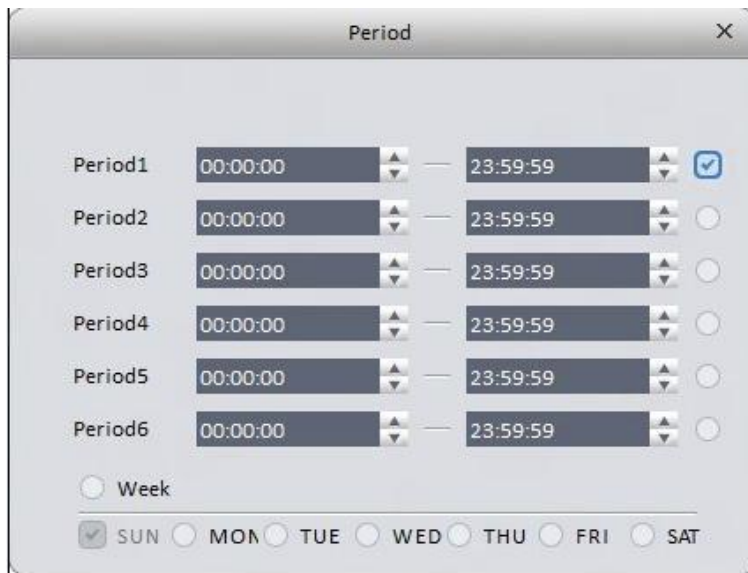 Period
Period1 00:00:00 — 23:59:59
Period2 00:00:00 — 23:59:59
Period3 00:00:00 — 23:59:59
Period4 00:00:00 — 23:59:59
Period5 00:00:00 — 23:59:59
Period6 00:00:00 — 23:59:59
Week
SUN MON TUE WED THU FRI SAT